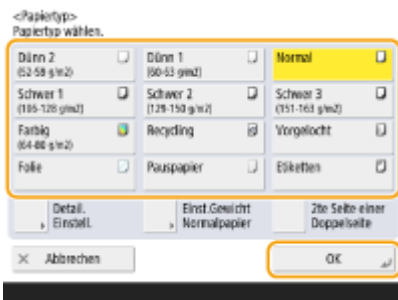 <Papiertyp>
Papiertyp wählen.
Dünn 2
(52-59 g/m2)
Dünn 1
(60-63 g/m2)
Normal
Schwer 1
(106-128 g/m2)
Schwer 2
(129-150 g/m2)
Schwer 3
(151-163 g/m2)
Farbig
(64-80 g/m2)
Recycling
Vorgelocht
Folie
Pauspapier
Etiketten
Detail.
Einstell.
Einst.Gewicht
Normalpapier
2te Seite einer
Doppelseite
Abbrechen
OK